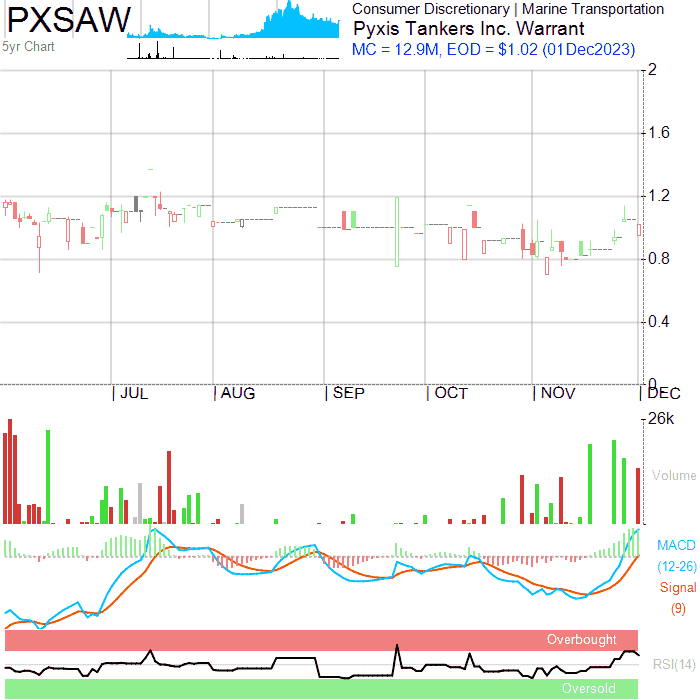 PXSAW
Consumer Discretionary | Marine Transportation
Pyxis Tankers Inc. Warrant
5yr Chart
MC = 12.9M, EOD = $1.02 (01Dec2023)
2
1.6
1.2
0.8
0.4
0
JUL
AUG
SEP
OCT
NOV
DEC
26k
Volume
MACD
(12-26)
Signal
(9)
Overbought
RSI(14)
Oversold